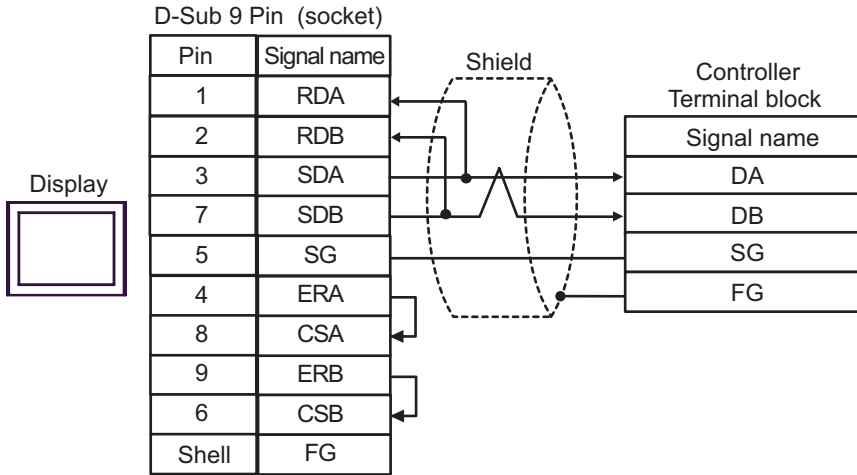 D-Sub 9 Pin (socket)
Pin Signal name
1 RDA
2 RDB
3 SDA
7 SDB
5 SG
4 ERA
8 CSA
9 ERB
6 CSB
Shell FG
Display
Shield
Controller
Terminal block
Signal name
DA
DB
SG
FG